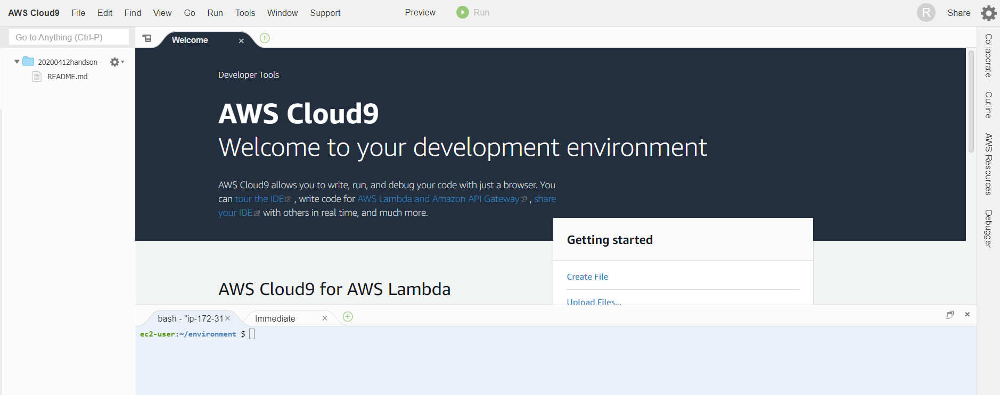 AWS Cloud9 File Edit Find View Go Run Tools Window Support Preview Run R Share
Go to Anything (Ctrl-P)
Welcome
20200412handson -
README.md
Developer Tools
AWS Cloud9
Welcome to your development environment
AWS Cloud9 allows you to write, run, and debug your code with just a browser. You
can tour the IDE , write code for AWS Lambda and Amazon API Gateway , share
your IDE with others in real time, and much more.
Getting started
Create File
Upload Files...
AWS Cloud9 for AWS Lambda
bash - "ip-172-31
Immediate
ec2-user:~/environment $
Collaborate
Outline
AWS Resources
Debugger